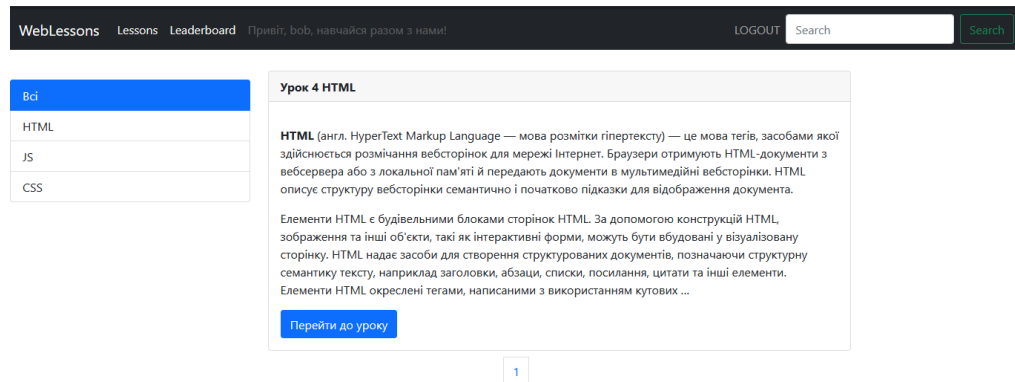 WebLessons Lessons Leaderboard Привіт, bob, навчайся разом з нами! LOGOUT Search Search
Всі
HTML
JS
CSS
Урок 4 HTML
HTML (англ. HyperText Markup Language — мова розмітки гіпертексту) — це мова тегів, засобами якої
здійснюється розмічання вебсторінок для мережі Інтернет. Браузери отримують HTML-документи з
вебсервера або з локальної пам'яті й передають документи в мультимедійні вебсторінки. HTML
описує структуру вебсторінки семантично і початково підказки для відображення документа.
Елементи HTML є будівельними блоками сторінок HTML. За допомогою конструкцій HTML,
зображення та інші об'єкти, такі як інтерактивні форми, можуть бути вбудовані у візуалізовану
сторінку. HTML надає засоби для створення структурованих документів, позначаючи структурну
семантику тексту, наприклад заголовки, абзаци, списки, посилання, цитати та інші елементи.
Елементи HTML окреслені тегами, написаними з використанням кутових ...
Перейти до уроку
1